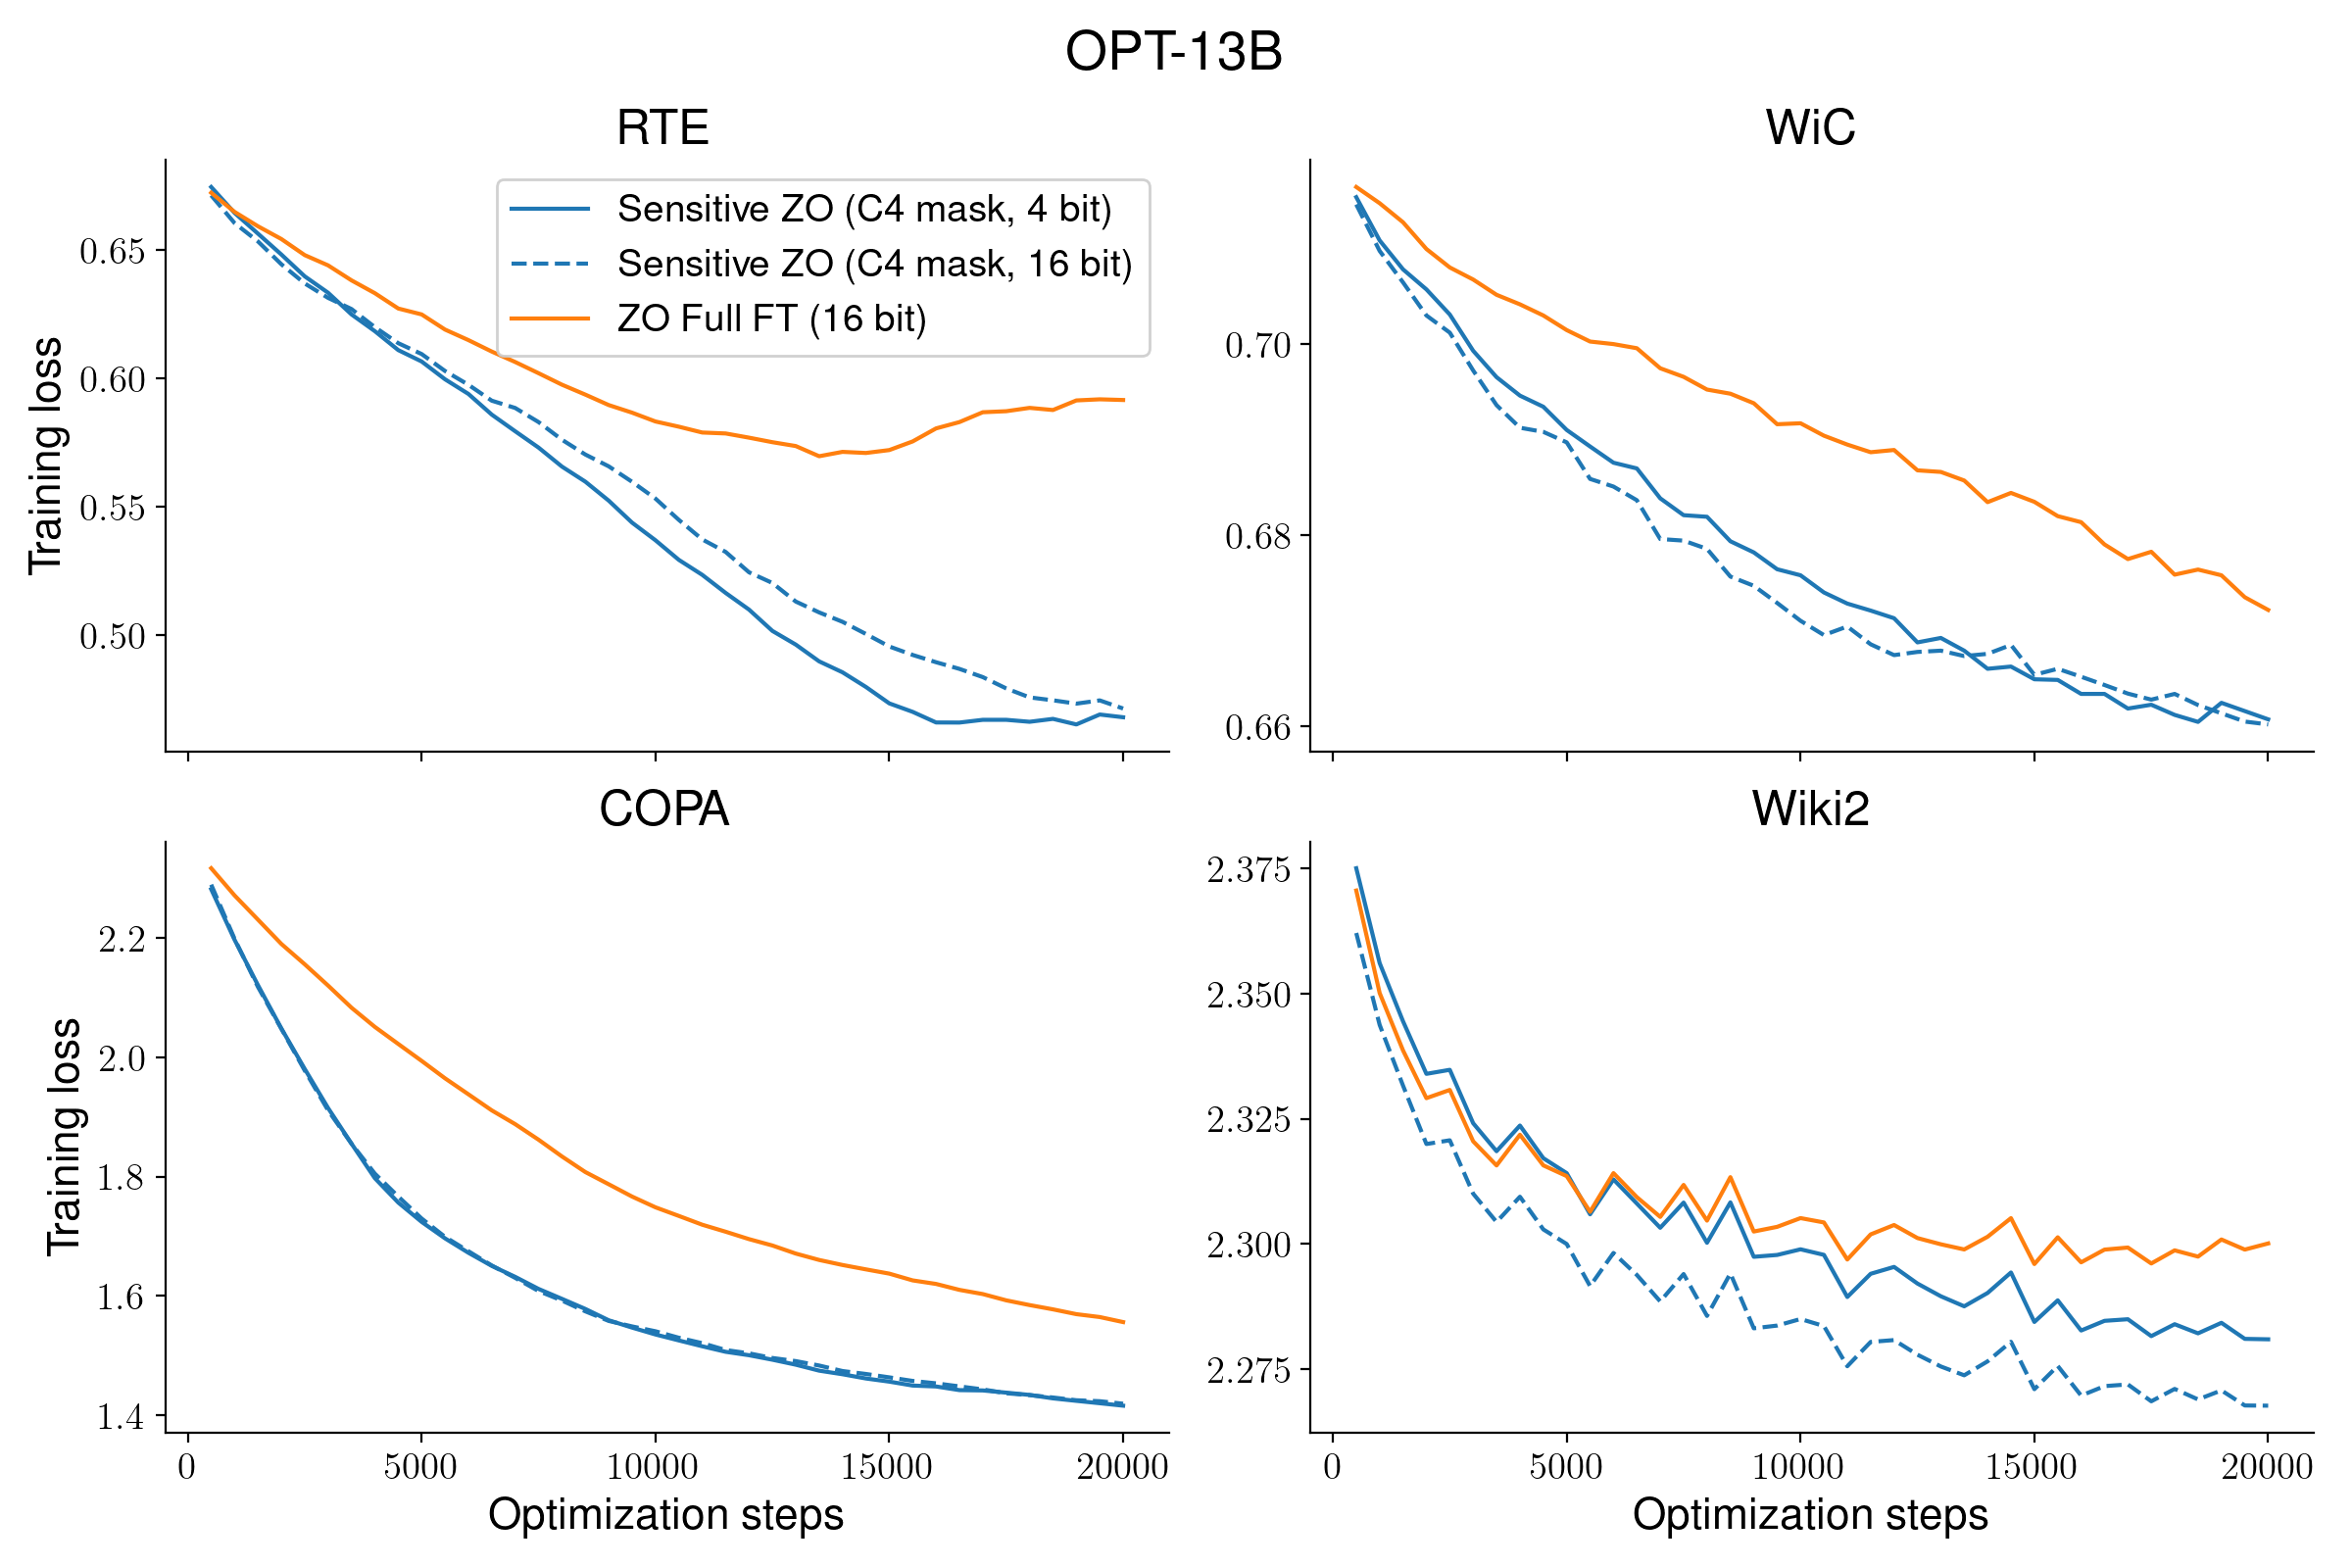 OPT-13B
RTE
WiC
Sensitive ZO (C4 mask, 4 bit)
Sensitive ZO (C4 mask, 16 bit)
ZO Full FT (16 bit)
Training loss
0.65
0.60
0.55
0.50
0.70
0.68
0.66
COPA
Wiki2
Training loss
2.2
2.0
1.8
1.6
1.4
0
5000
10000
15000
20000
Optimization steps
2.375
2.350
2.325
2.300
2.275
0
5000
10000
15000
20000
Optimization steps